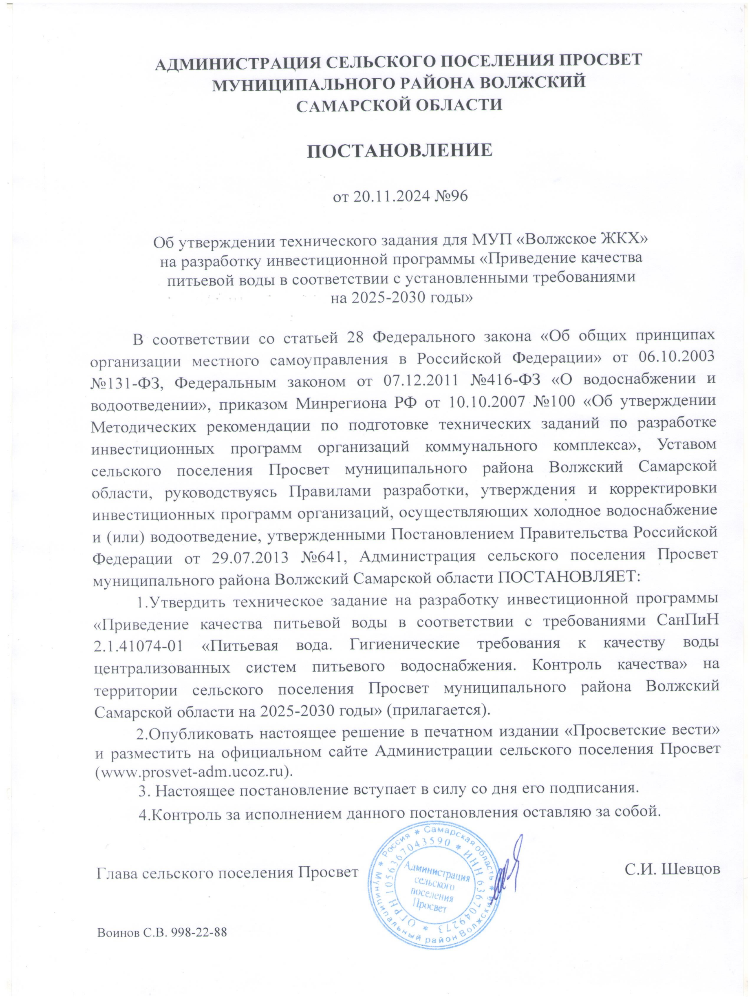 АДМИНИСТРАЦИЯ СЕЛЬСКОГО ПОСЕЛЕНИЯ ПРОСВЕТ
МУНИЦИПАЛЬНОГО РАЙОНА ВОЛЖСКИЙ
САМАРСКОЙ ОБЛАСТИ
ПОСТАНОВЛЕНИЕ
от 20.11.2024 №96
Об утверждении технического задания для МУП «Волжское ЖКХ»
на разработку инвестиционной программы «Приведение качества
питьевой воды в соответствии с установленными требованиями
на 2025-2030 годы»
В соответствии со статьей 28 Федерального закона «Об общих принципах
организации местного самоуправления в Российской Федерации» от 06.10.2003
№131-ФЗ, Федеральным законом от 07.12.2011 №416-ФЗ «О водоснабжении и
водоотведении», приказом Минрегиона РФ от 10.10.2007 №100 «Об утверждении
Методических рекомендации по подготовке технических заданий по разработке
инвестиционных программ организаций коммунального комплекса», Уставом
сельского поселения Просвет муниципального района Волжский Самарской
области, руководствуясь Правилами разработки, утверждения и корректировки
инвестиционных программ организаций, осуществляющих холодное водоснабжение
и (или) водоотведение, утвержденными Постановлением Правительства Российской
Федерации от 29.07.2013 №641, Администрация сельского поселения Просвет
муниципального района Волжский Самарской области ПОСТАНОВЛЯЕТ:
1.Утвердить техническое задание на разработку инвестиционной программы
«Приведение качества питьевой воды в соответствии с требованиями СанПиН
2.1.41074-01 «Питьевая вода. Гигиенические требования к качеству воды
централизованных систем питьевого водоснабжения. Контроль качества» на
территории сельского поселения Просвет муниципального района Волжский
Самарской области на 2025-2030 годы» (прилагается).
2.Опубликовать настоящее решение в печатном издании «Просветские вести»
и разместить на официальном сайте Администрации сельского поселения Просвет
(www.prosvet-adm.ucoz.ru).
3. Настоящее постановление вступает в силу со дня его подписания.
4.Контроль за исполнением данного постановления оставляю за собой.
Глава сельского поселения Просвет
С.И. Шевцов
* Россия * Самарская область * Муниципальный район Волжский
* ОГРН 1056367043590 * ИНН 6367049273
Администрация
сельского
поселения
Просвет
Воинов С.В. 998-22-88